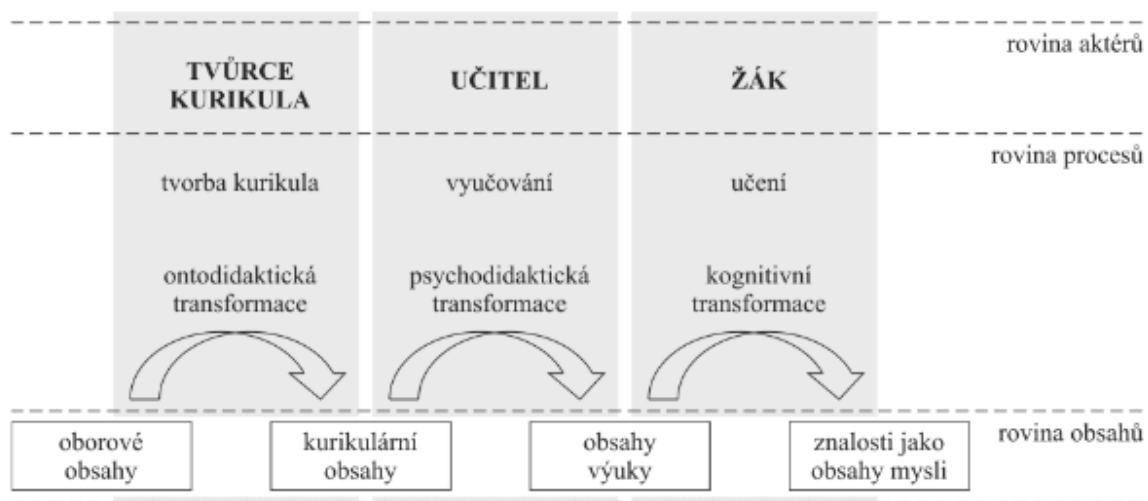 rovina aktérů
TVŮRCE
KURIKULA
UČITEL
ŽÁK
rovina procesů
tvorba kurikula
vyučování
učení
ontodidaktická
transformace
psychodidaktická
transformace
kognitivní
transformace
rovina obsahů
oborové
obsahy
kurikulární
obsahy
obsahy
výuky
znalosti jako
obsahy mysli